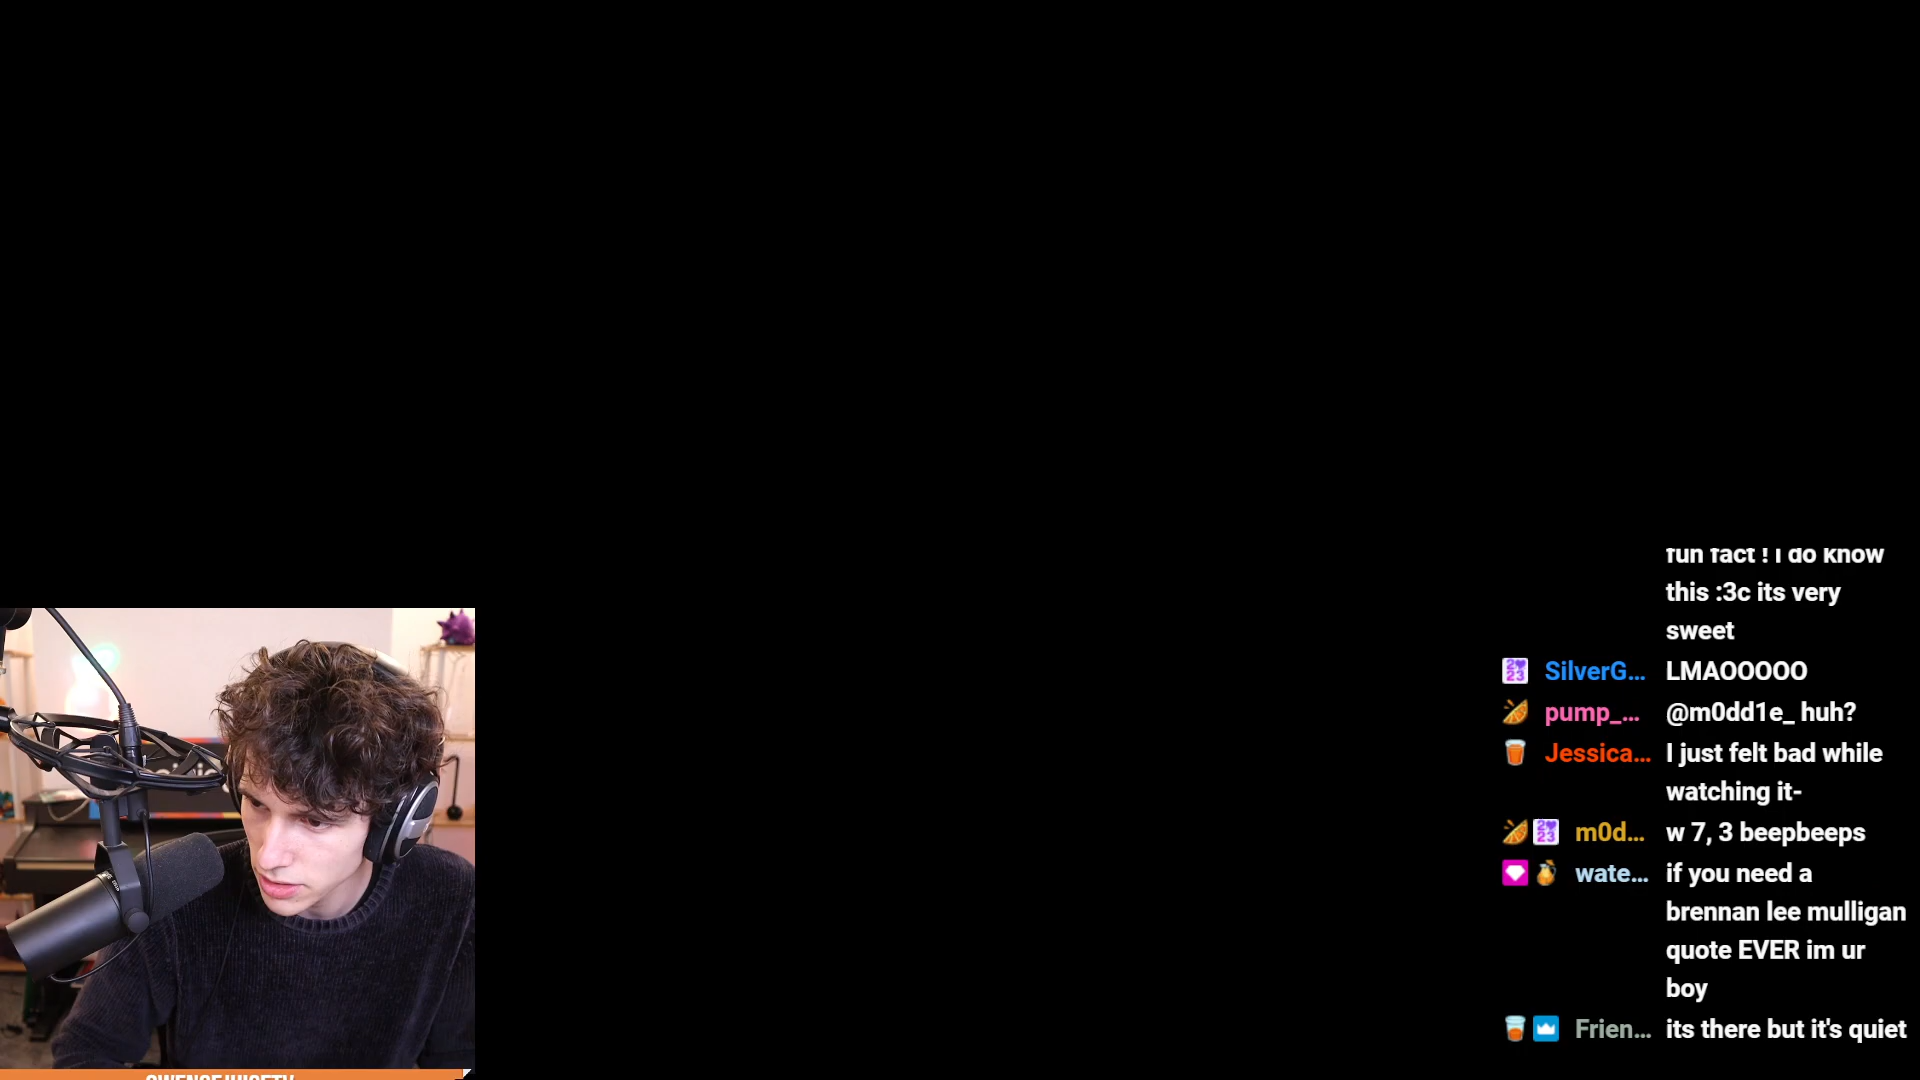 fun fact ! I do know
this :3c its very
sweet
SilverG... LMAOOOOO
pump_... @m0dd1e_ huh?
Jessica... I just felt bad while
watching it-
m0d... w 7, 3 beepbeeps
wate... if you need a
brennan lee mulligan
quote EVER im ur
boy
Frien... its there but it's quiet